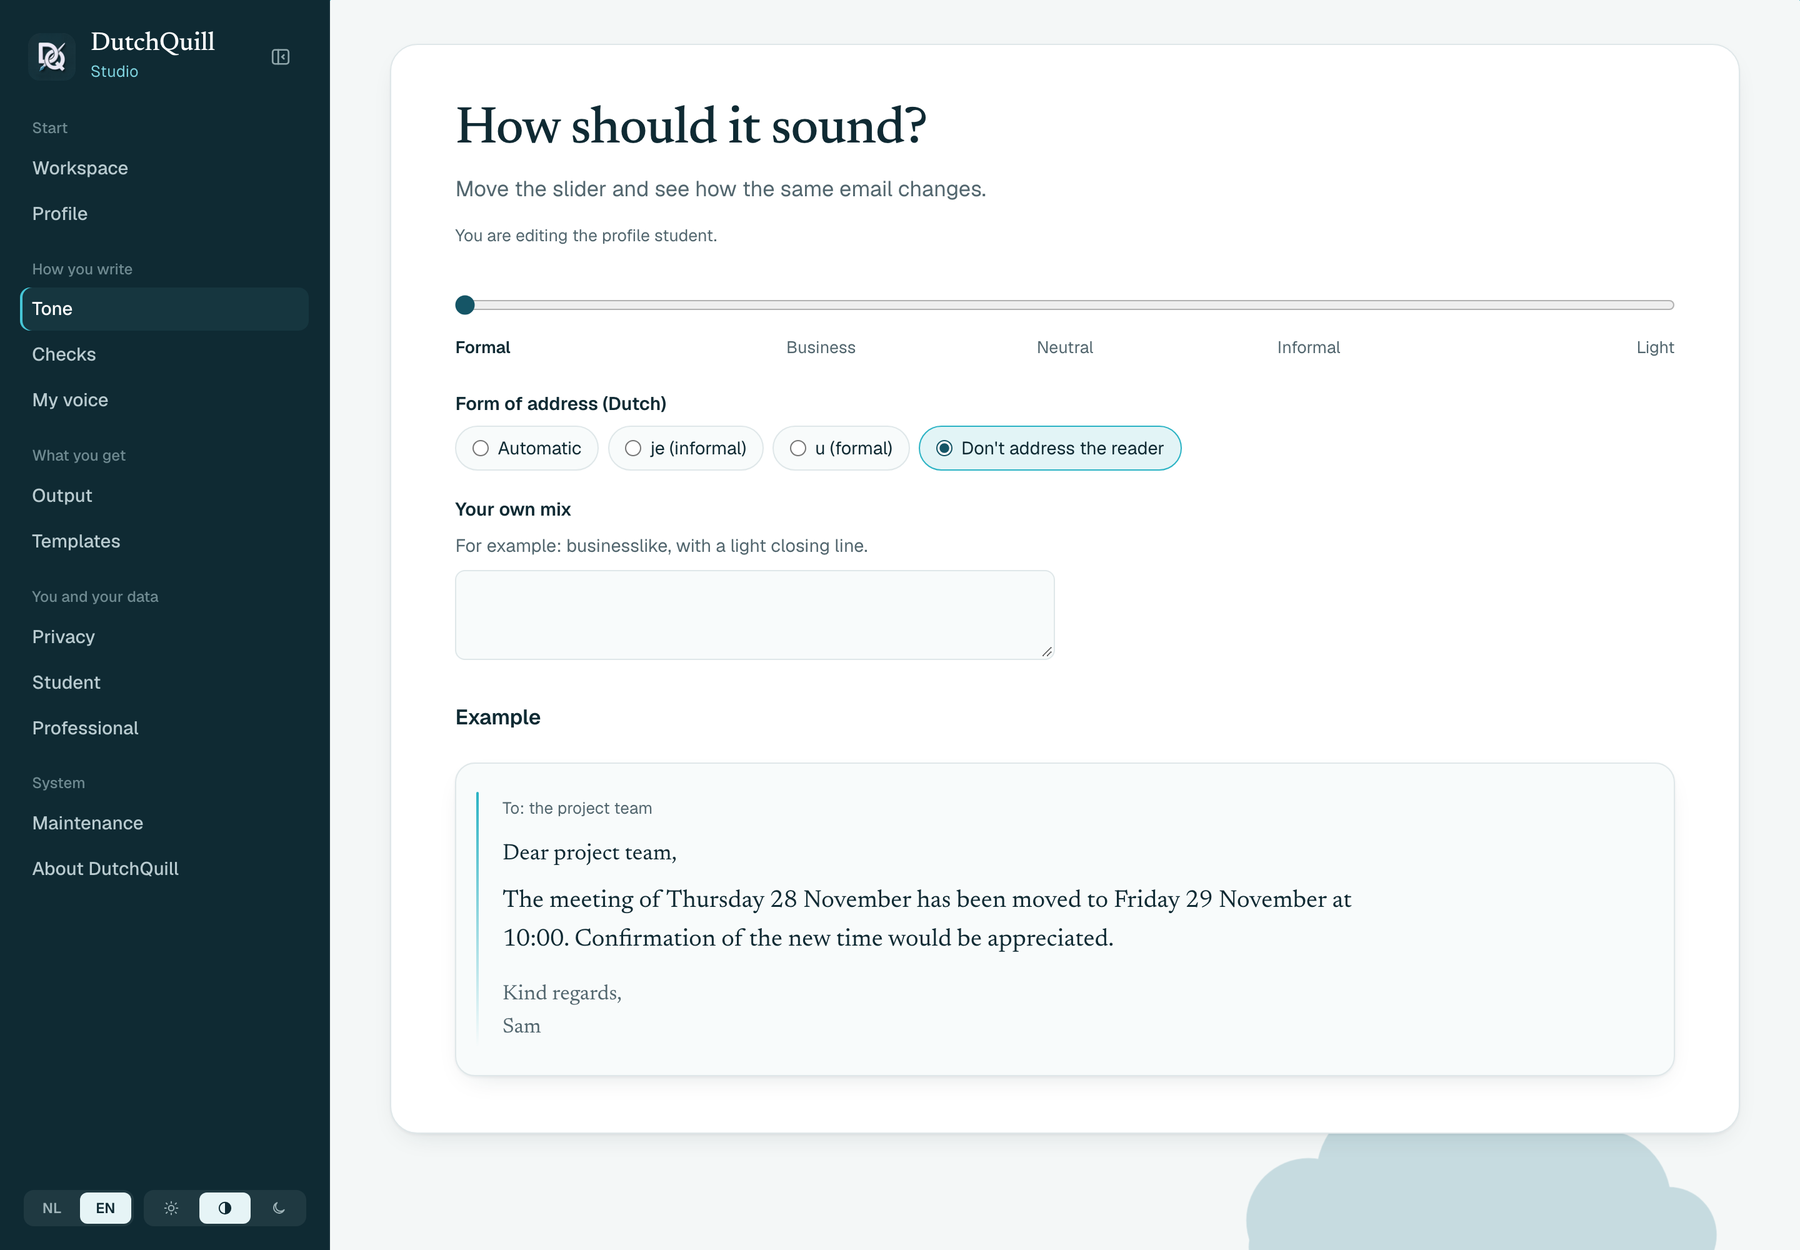 DutchQuill
Studio
Start
Workspace
Profile
How you write
Tone
Checks
My voice
What you get
Output
Templates
You and your data
Privacy
Student
Professional
System
Maintenance
About DutchQuill
NL
EN
How should it sound?
Move the slider and see how the same email changes.
You are editing the profile student.
Formal
Business
Neutral
Informal
Light
Form of address (Dutch)
Automatic
je (informal)
u (formal)
Don't address the reader
Your own mix
For example: businesslike, with a light closing line.
Example
To: the project team
Dear project team,
The meeting of Thursday 28 November has been moved to Friday 29 November at
10:00. Confirmation of the new time would be appreciated.
Kind regards,
Sam